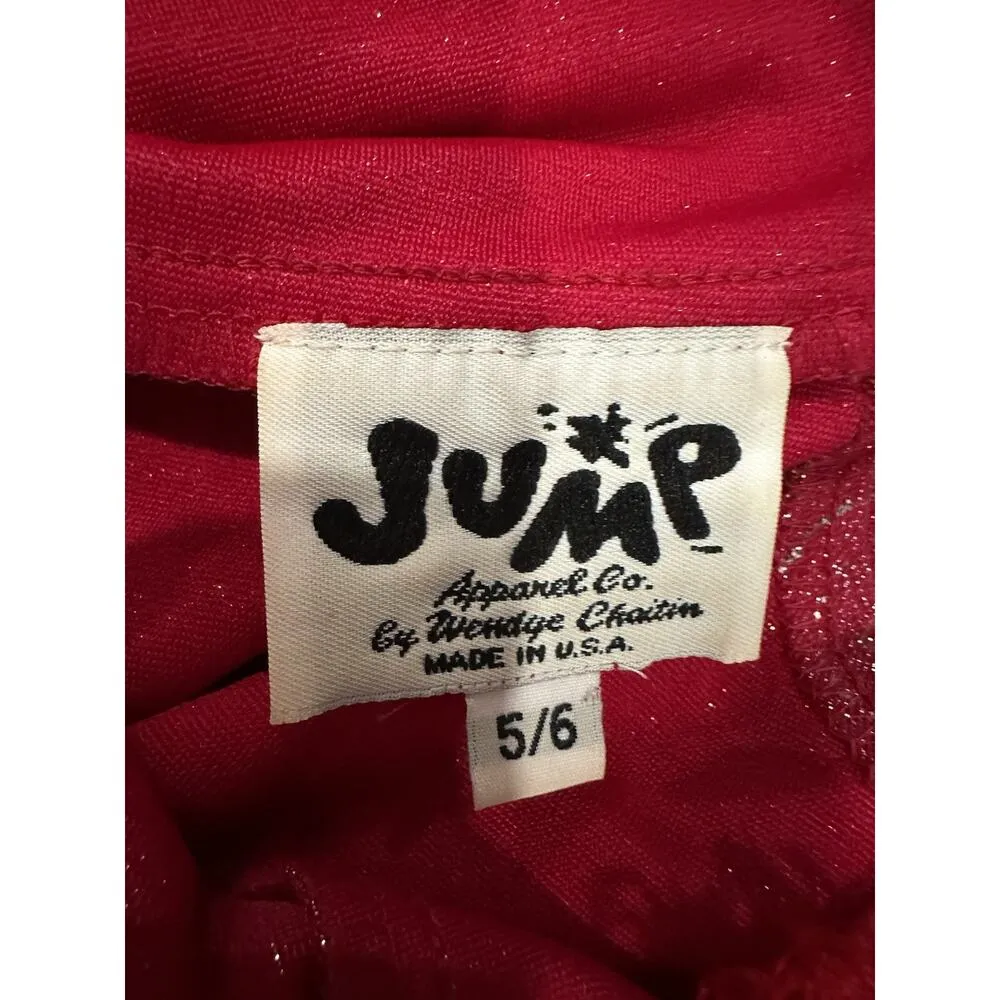 JUMP
Apparel Co.
by Wendye Chaitin
MADE IN U.S.A.
5/6